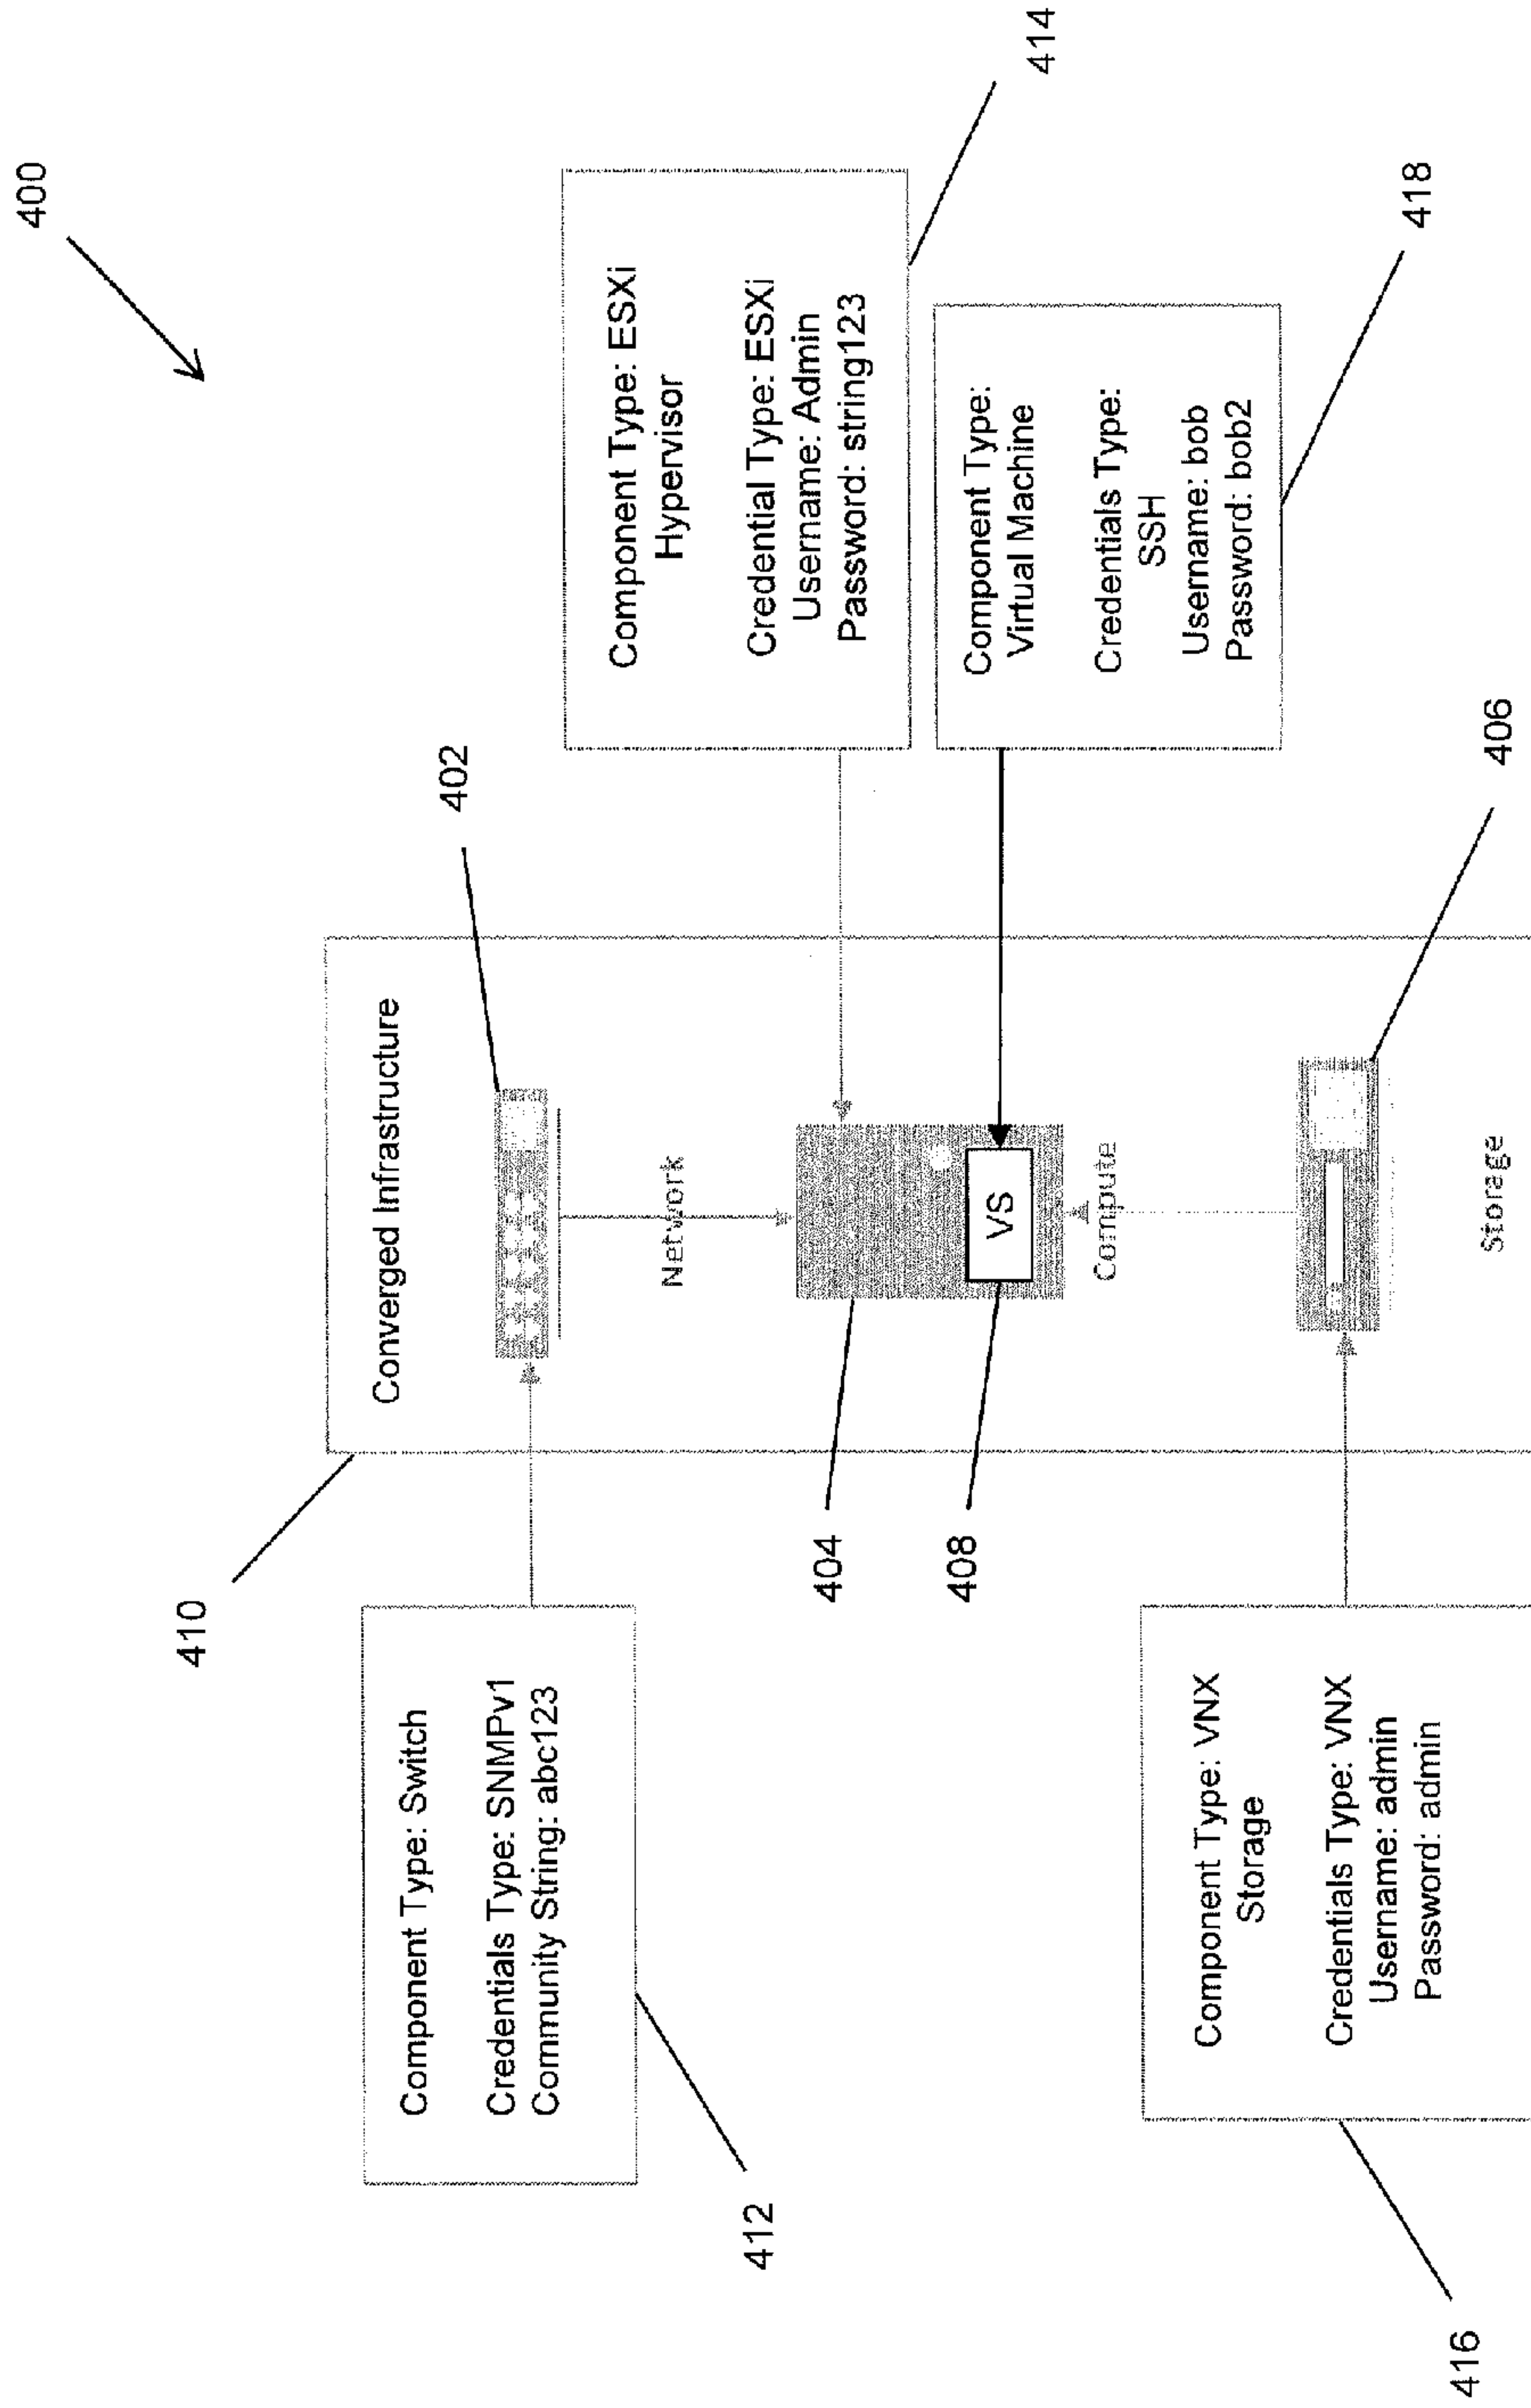 400
410
Converged Infrastructure
402
Component Type: Switch
Credentials Type: SNMPv1
Community String: abc123
412
Network
Component Type: ESXi
Hypervisor
Credential Type: ESXi
Username: Admin
Password: string123
414
404
408
VS
Compute
Component Type:
Virtual Machine
Credentials Type:
SSH
Username: bob
Password: bob2
418
Component Type: VNX
Storage
Credentials Type: VNX
Username: admin
Password: admin
416
406
Storage